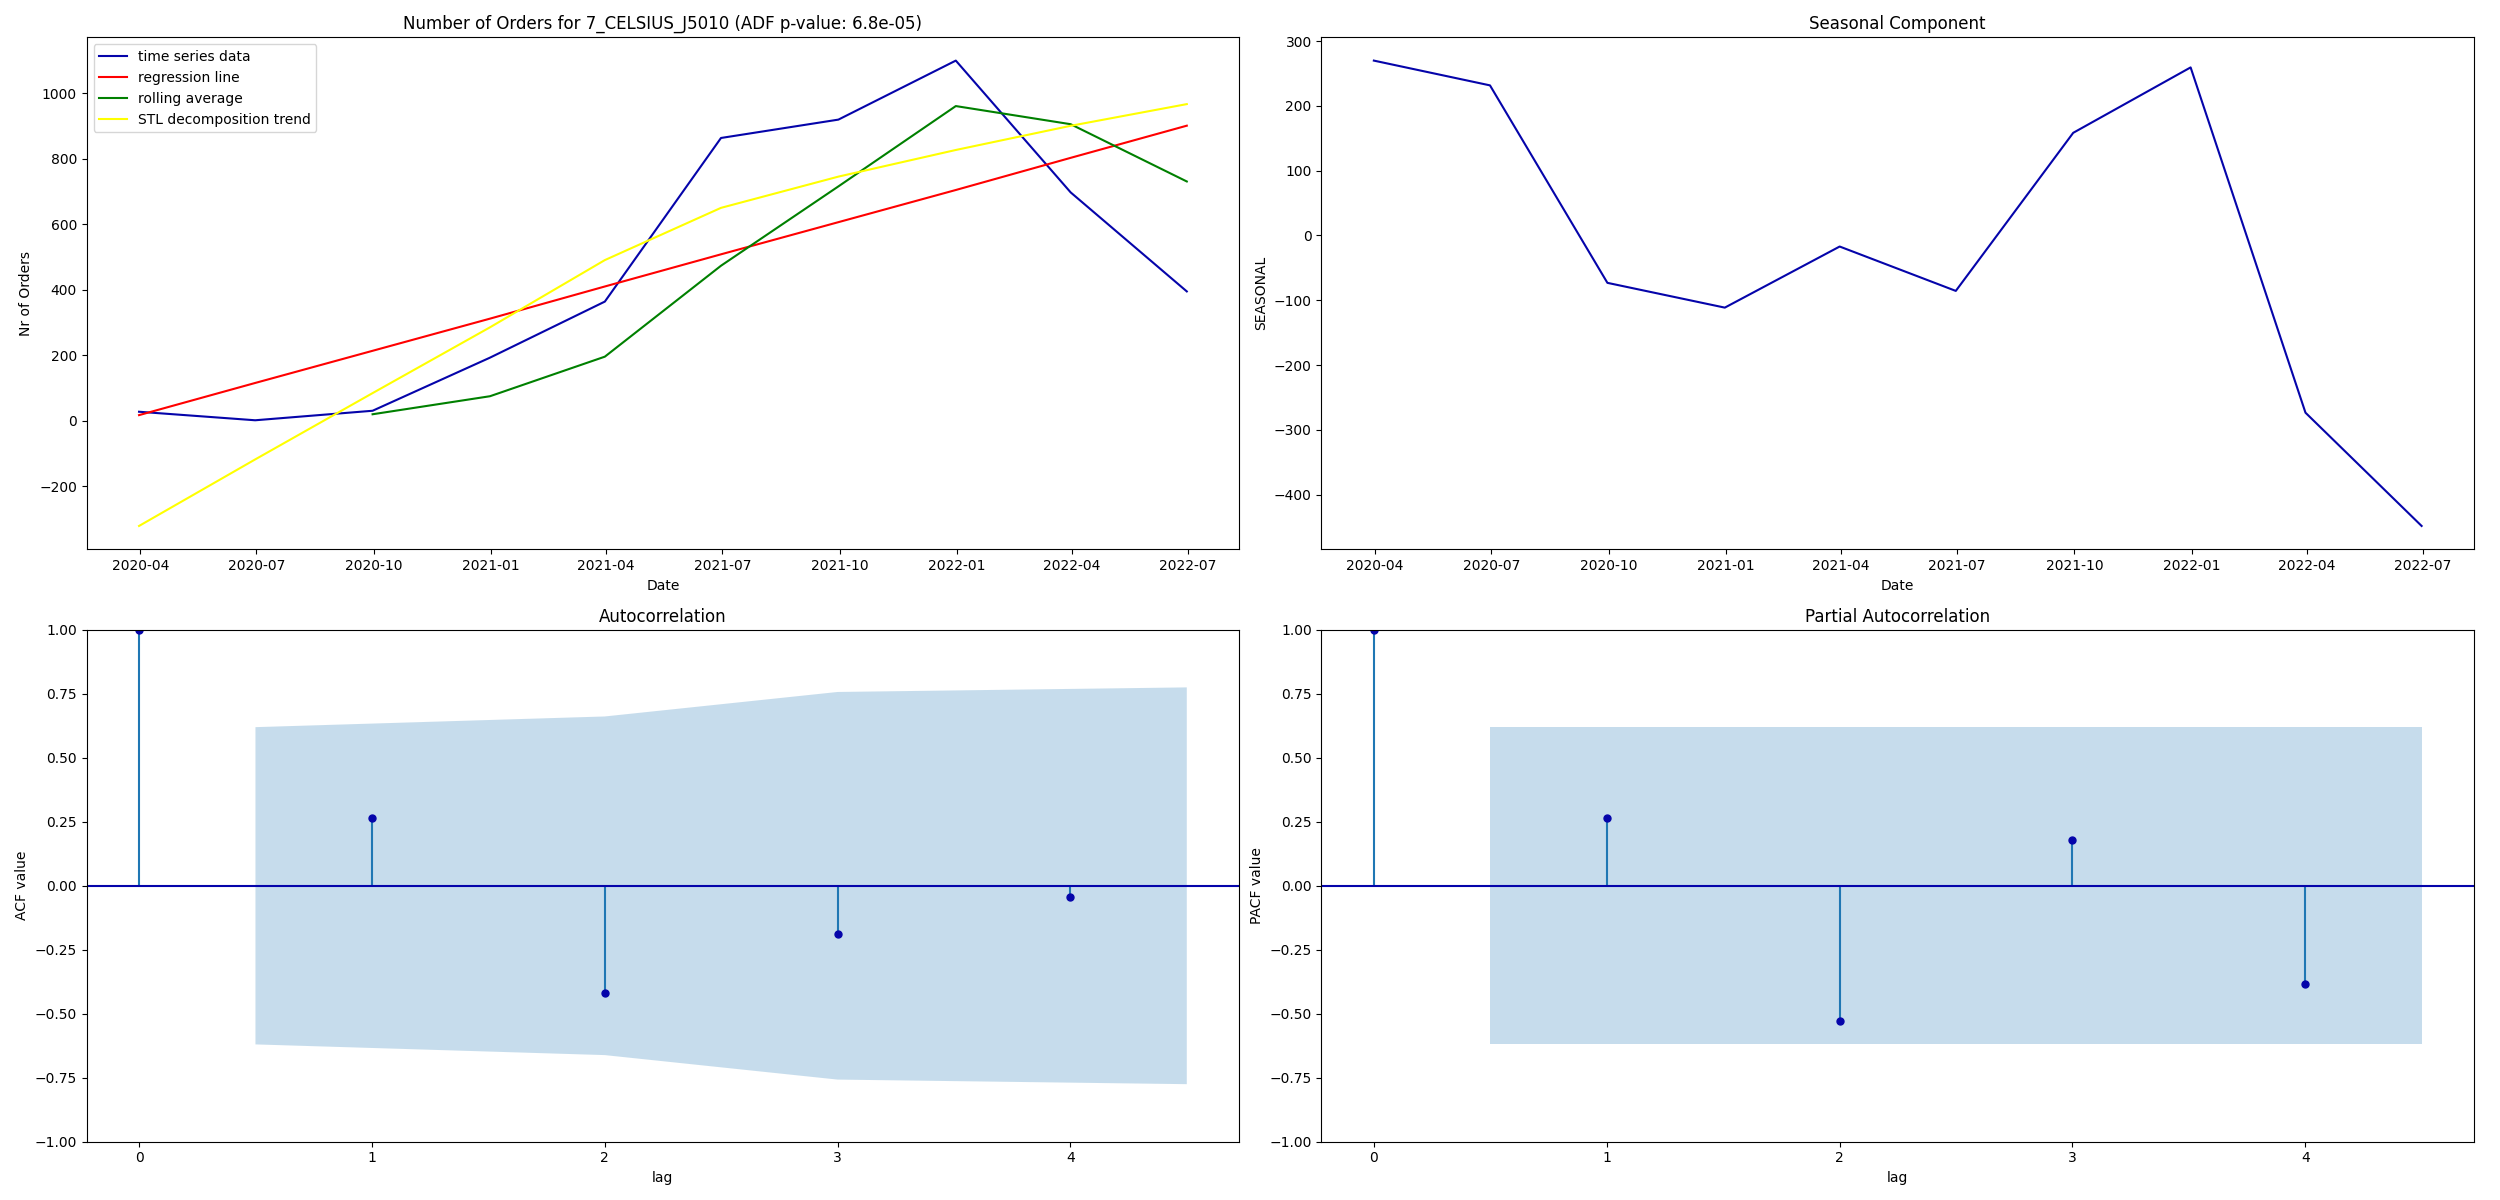 Number of Orders for 7_CELSIUS_J5010 (ADF p-value: 6.8e-05)
time series data
regression line
rolling average
STL decomposition trend
Nr of Orders
1000
800
600
400
200
0
−200
2020-04 2020-07 2020-10 2021-01 2021-04 2021-07 2021-10 2022-01 2022-04 2022-07
Date
Seasonal Component
SEASONAL
300
200
100
0
−100
−200
−300
−400
2020-04 2020-07 2020-10 2021-01 2021-04 2021-07 2021-10 2022-01 2022-04 2022-07
Date
Autocorrelation
ACF value
1.00
0.75
0.50
0.25
0.00
−0.25
−0.50
−0.75
−1.00
0 1 2 3 4
lag
Partial Autocorrelation
PACF value
1.00
0.75
0.50
0.25
0.00
−0.25
−0.50
−0.75
−1.00
0 1 2 3 4
lag